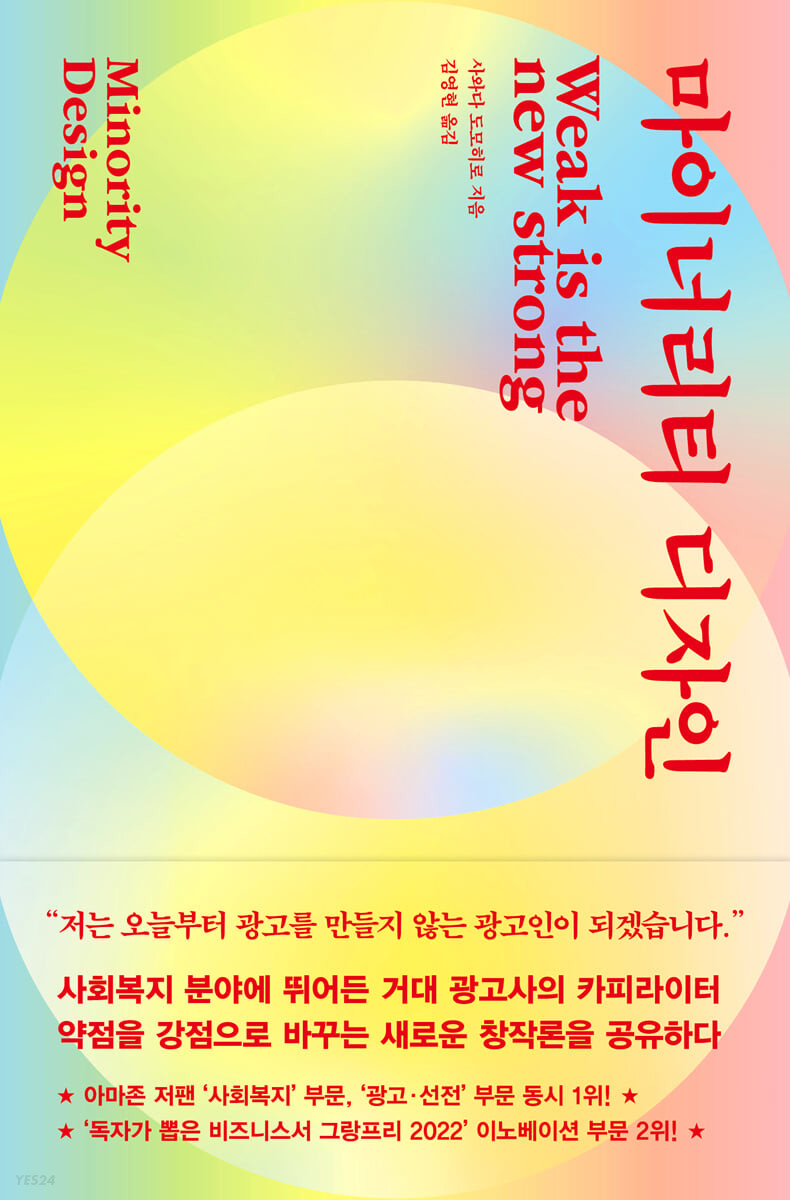 마이너리티 디자인
Weak is the
new strong
사와다 도모히로 지음
김영현 옮김
Minority
Design
“저는 오늘부터 광고를 만들지 않는 광고인이 되겠습니다.”
사회복지 분야에 뛰어든 거대 광고사의 카피라이터
약점을 강점으로 바꾸는 새로운 창작론을 공유하다
★ 아마존 저팬 ‘사회복지’ 부문, ‘광고·선전’ 부문 동시 1위! ★
★ ‘독자가 뽑은 비즈니스서 그랑프리 2022’ 이노베이션 부문 2위! ★
YES24